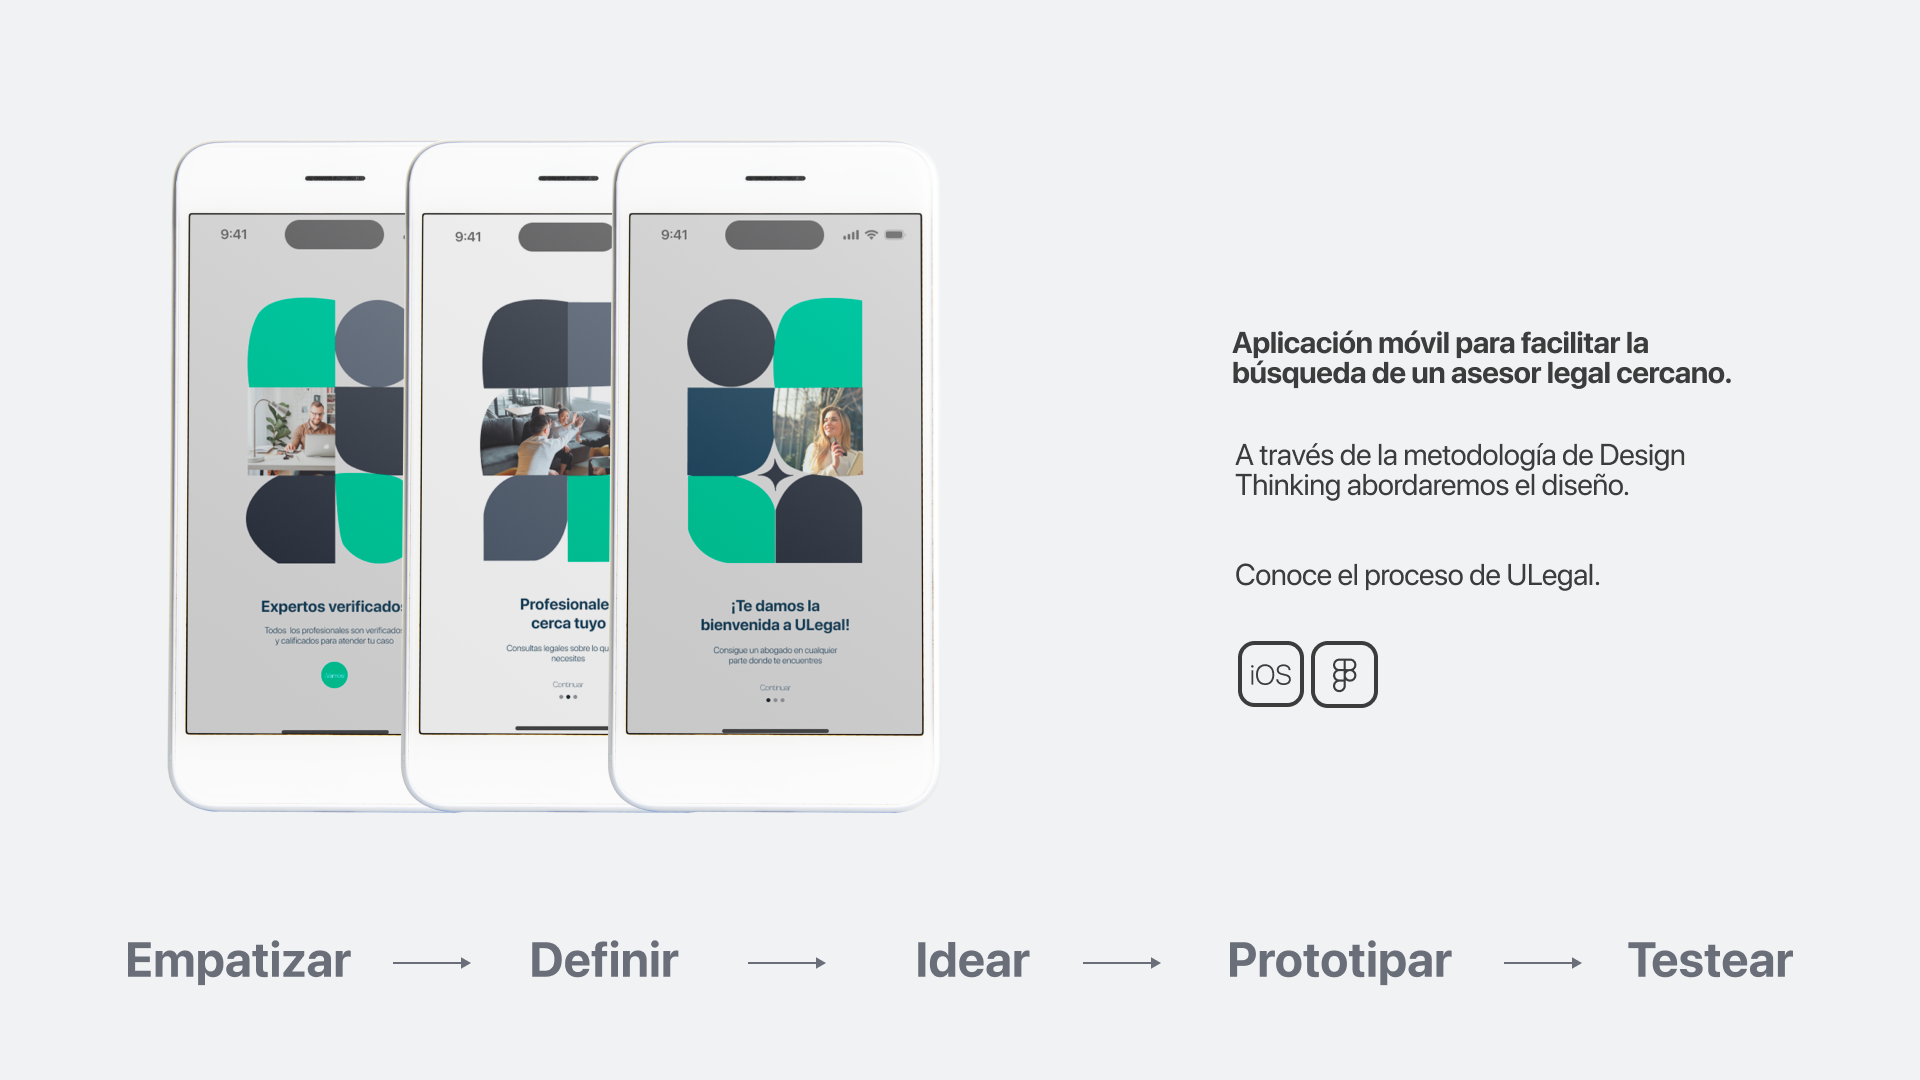 9:41
Expertos verificados
Todos los profesionales son verificados
y calificados para atender tu caso
9:41
Profesionale
cerca tuyo
Consultas legales sobre lo qu
necesites
Continuar
9:41
¡Te damos la
bienvenida a ULegal!
Consigue un abogado en cualquier
parte donde te encuentres
Continuar
Aplicación móvil para facilitar la
búsqueda de un asesor legal cercano.
A través de la metodología de Design
Thinking abordaremos el diseño.
Conoce el proceso de ULegal.
iOS
Empatizar
Definir
Idear
Prototipar
Testear